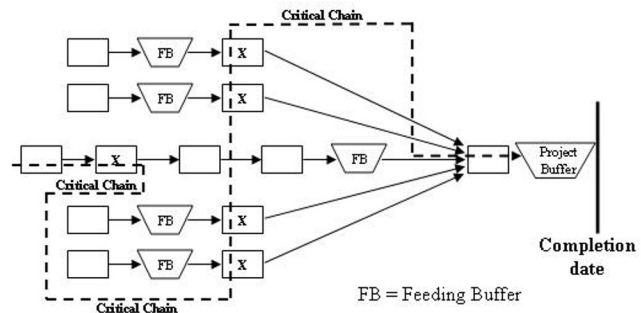 Critical Chain
FB X
FB X
X FB Project
Buffer
Critical Chain
FB X
Completion
date
FB X
FB = Feeding Buffer
Critical Chain